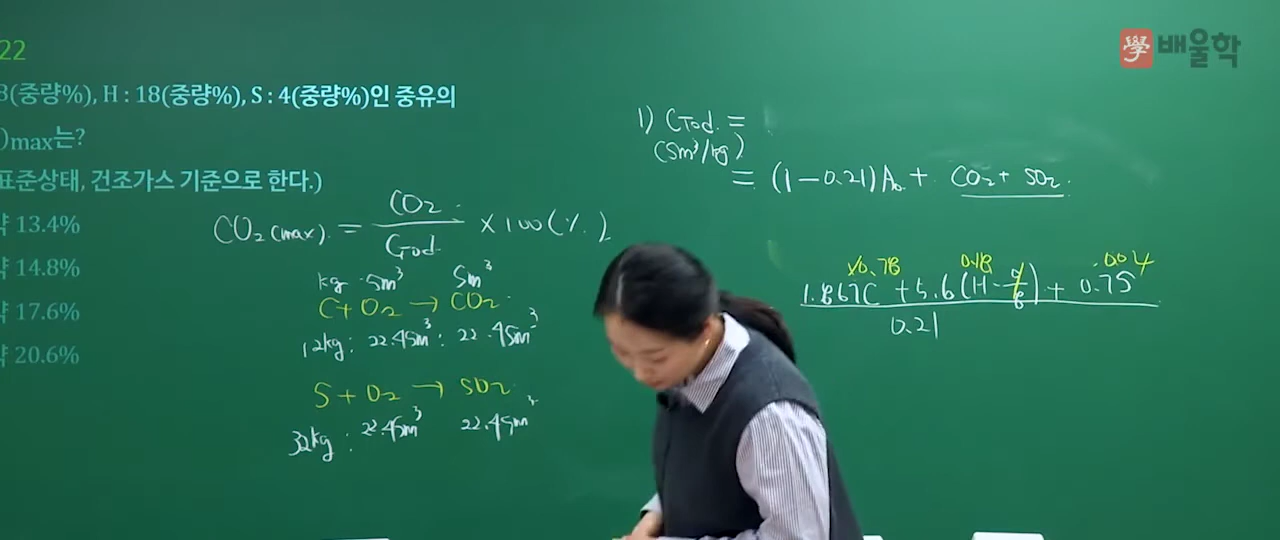 22
8(중량%), H : 18(중량%), S : 4(중량%)인 중유의
)max는?
표준상태, 건조가스 기준으로 한다.)
약 13.4%
약 14.8%
약 17.6%
약 20.6%
CO₂(max). = CO₂ / God × 100 (%)
kg Sm³ Sm³
C + O₂ → CO₂
12kg : 22.4Sm³ : 22.4Sm³
S + O₂ → SO₂
32kg : 22.4Sm³ 22.4Sm³
學 배울학
1) God. =
(Sm³/kg)
= (1 - 0.21)A₀ + CO₂ + SO₂
×0.78 0.18 0.04
1.867C + 5.6(H - O/8) + 0.7S
0.21